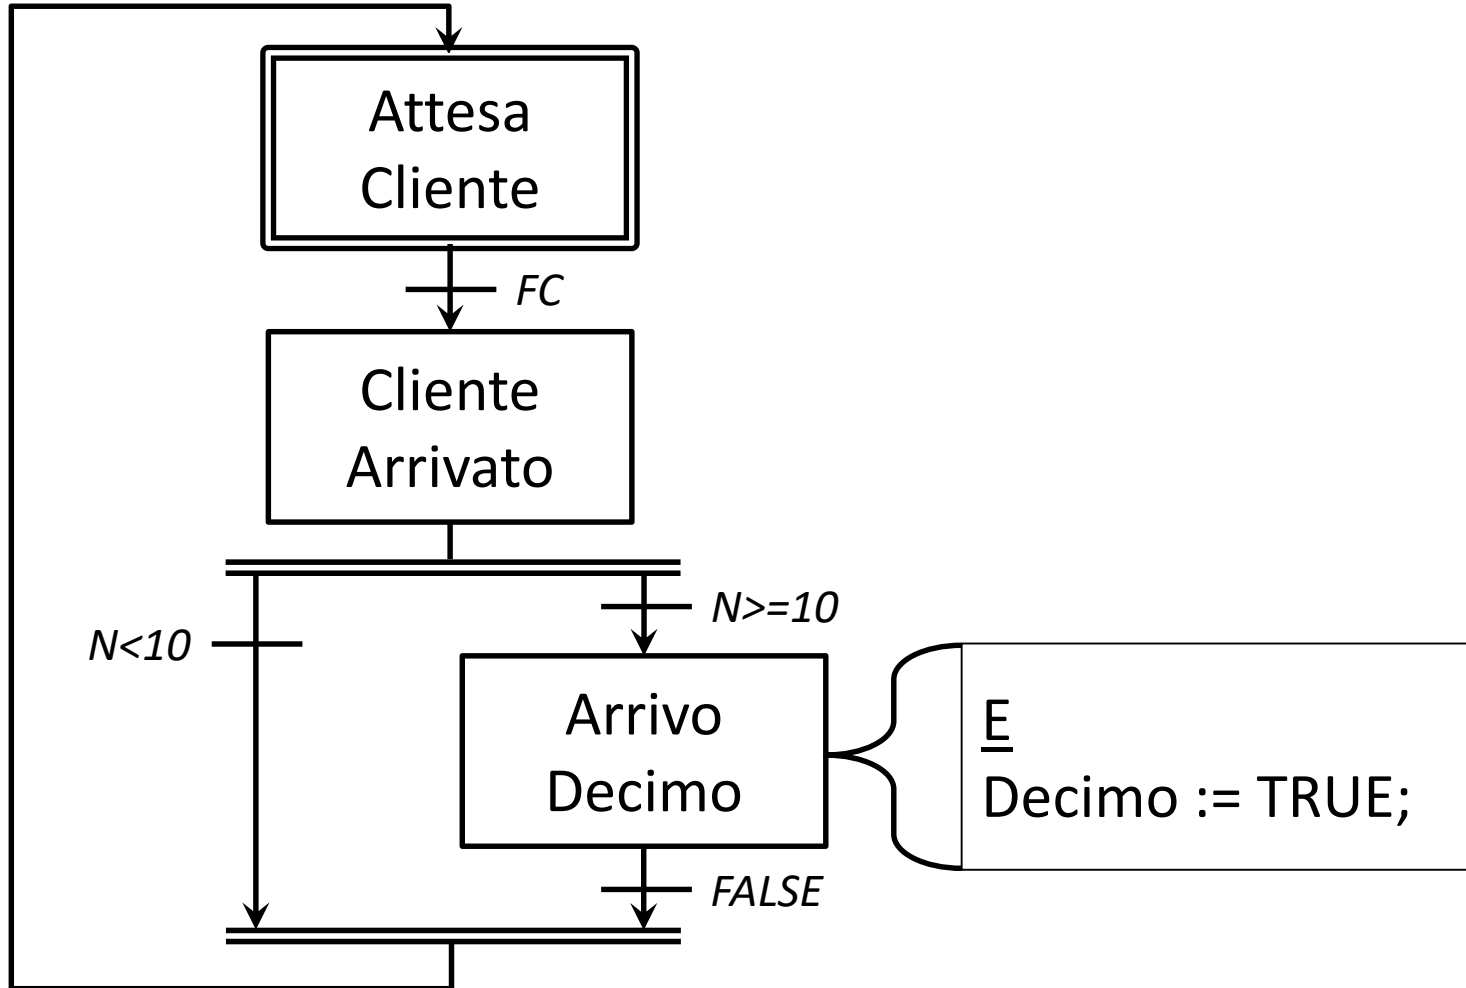 Attesa
Cliente
FC
Cliente
Arrivato
N>=10
N<10
Arrivo
Decimo
E
Decimo := TRUE;
FALSE